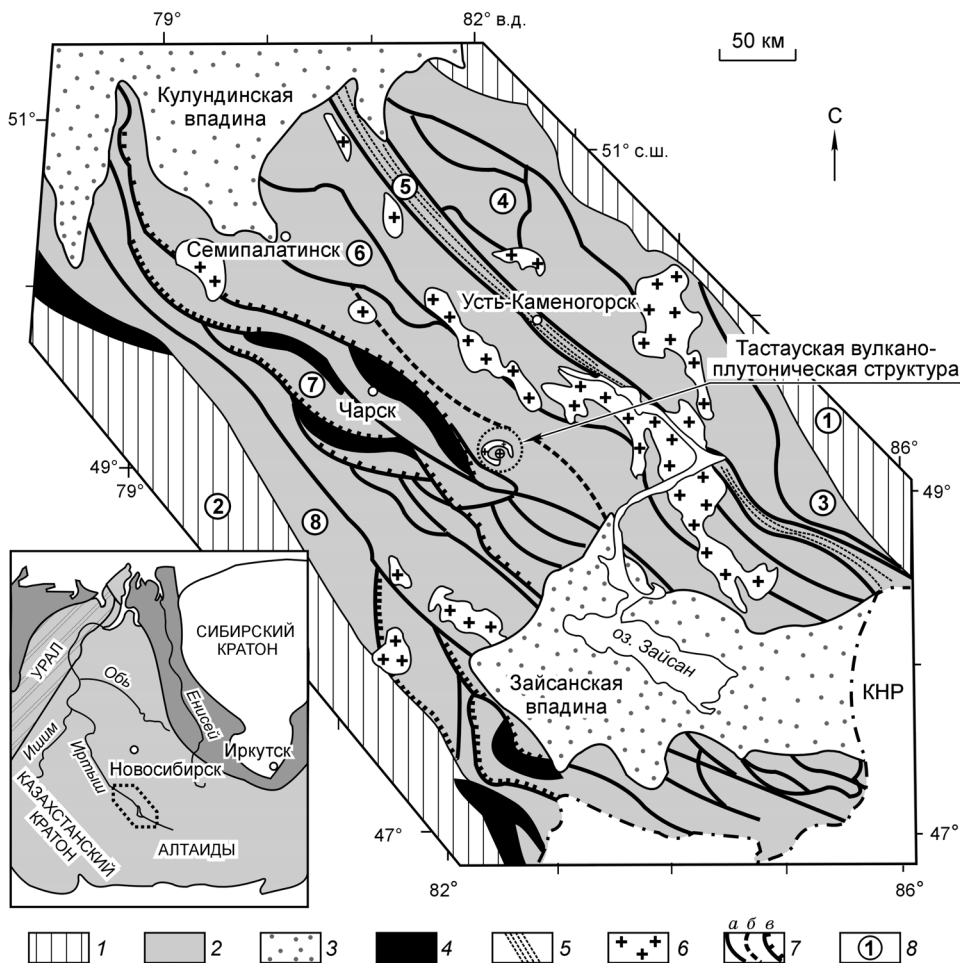 79°
82° в.д.
50 км
51°
Кулундинская
впадина
С
51° с.ш.
5
4
Семипалатинск
6
Усть-Каменогорск
Тастауская вулкано-
плутоническая структура
7
Чарск
1
86°
49°
79°
2
8
3
49°
СИБИРСКИЙ
КРАТОН
УРАЛ
Обь
Енисей
Ишим
Иртыш
Иркутск
Новосибирск
КАЗАХСТАНСКИЙ
КРАТОН
АЛТАИДЫ
оз. Зайсан
Зайсанская
впадина
КНР
47°
47°
82°
86°
1
2
3
4
5
6
а б в
7
1
8